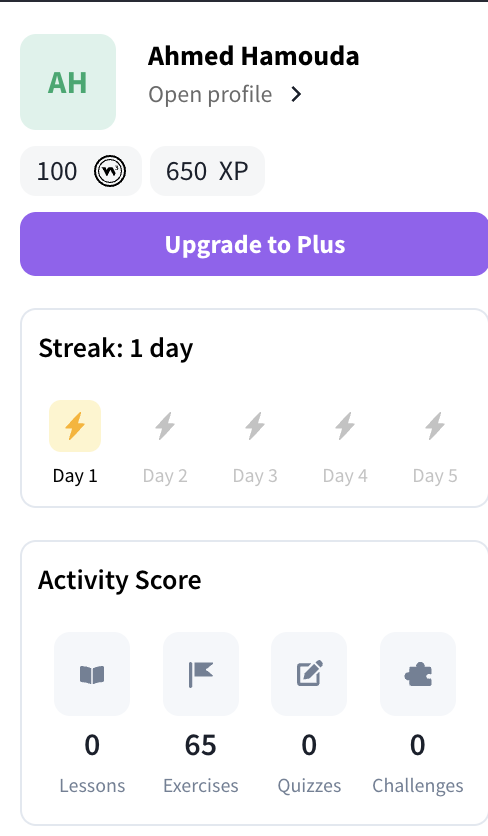 AH
Ahmed Hamouda
Open profile
100
650 XP
Upgrade to Plus
Streak: 1 day
Day 1 Day 2 Day 3 Day 4 Day 5
Activity Score
0 65 0 0
Lessons Exercises Quizzes Challenges